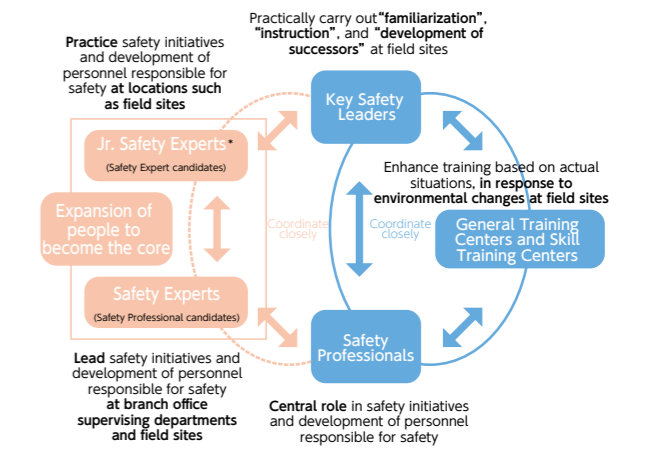 Practically carry out “familiarization”,
“instruction”, and “development of
successors” at field sites
Practice safety initiatives
and development of
personnel responsible for
safety at locations such
as field sites
Key Safety
Leaders
Jr. Safety Experts*
(Safety Expert candidates)
Enhance training based on actual
situations, in response to
environmental changes at field sites
Expansion of
people to
become the core
Coordinate
closely
Coordinate
closely
General Training
Centers and Skill
Training Centers
Safety Experts
(Safety Professional candidates)
Safety
Professionals
Lead safety initiatives and
development of personnel
responsible for safety
at branch office
supervising departments
and field sites
Central role in safety initiatives
and development of personnel
responsible for safety